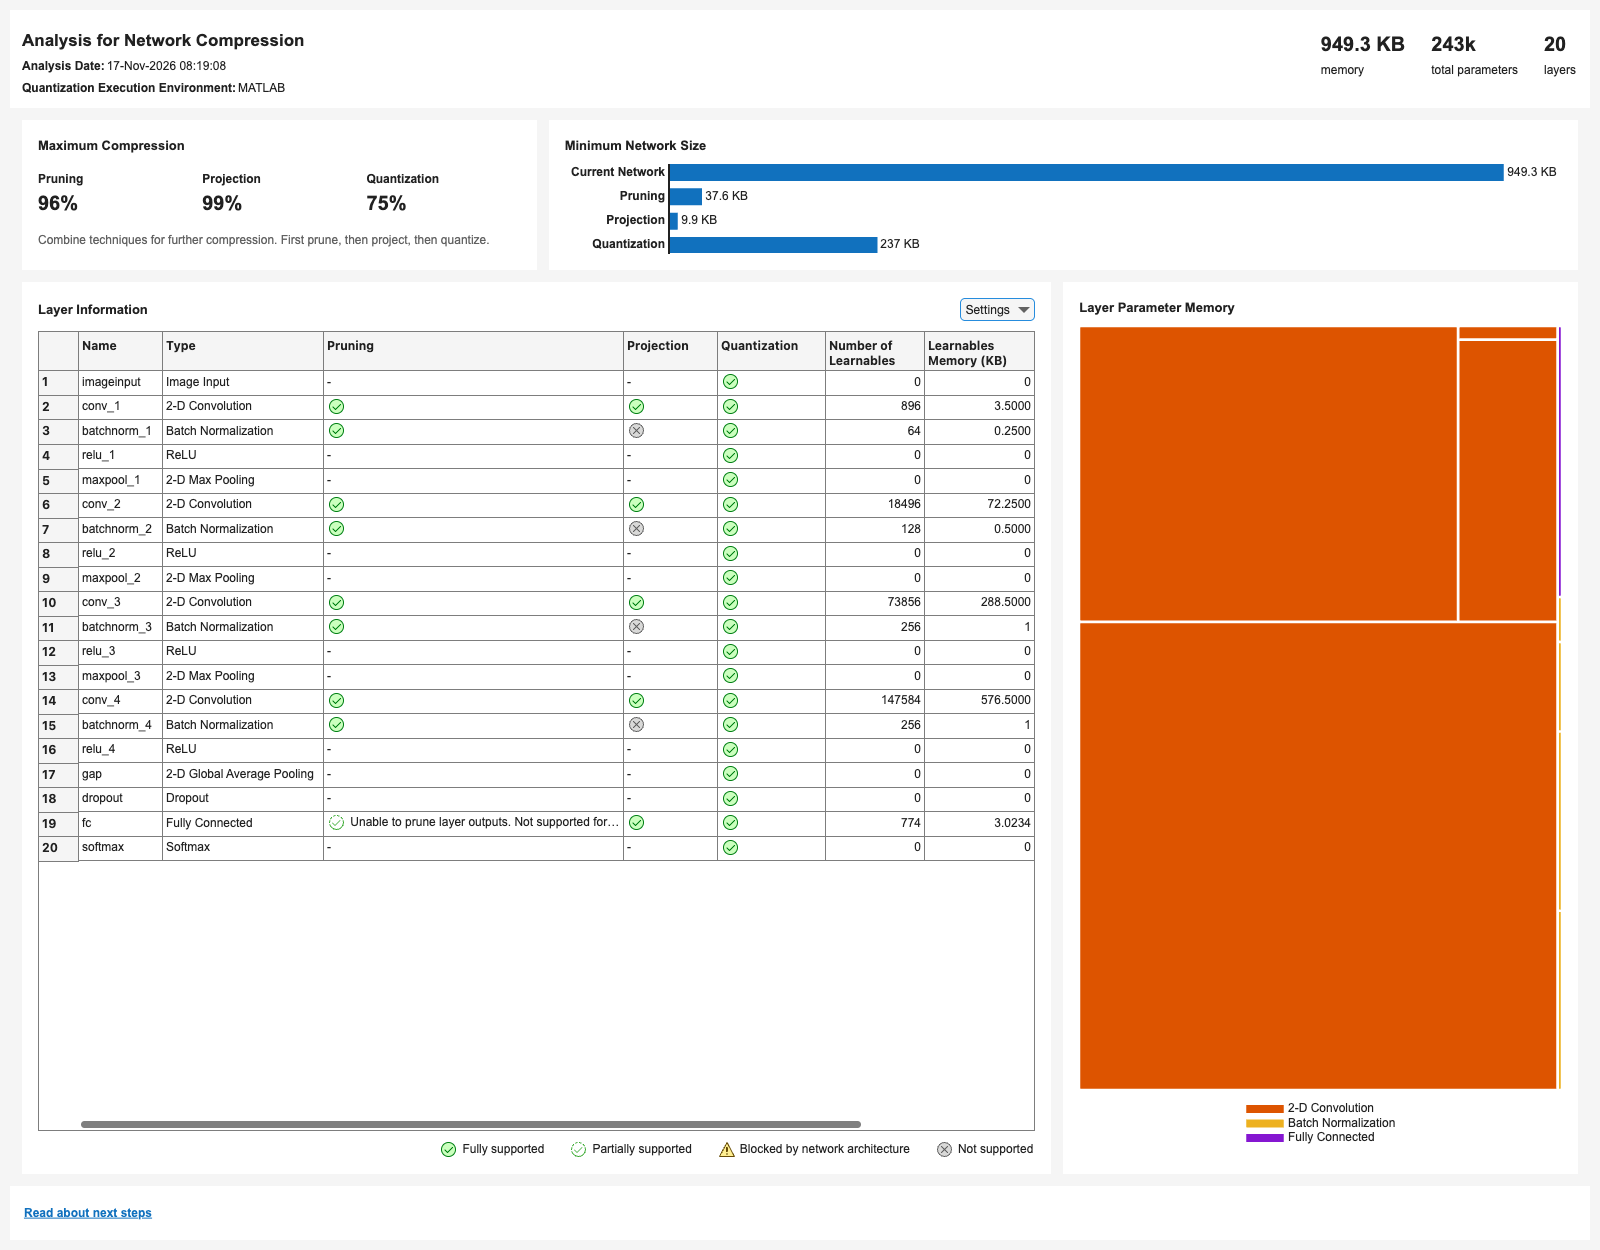 Analysis for Network Compression
Analysis Date: 17-Nov-2026 08:19:08
Quantization Execution Environment: MATLAB
949.3 KB
memory
243k
total parameters
20
layers
Maximum Compression
Pruning
96%
Projection
99%
Quantization
75%
Combine techniques for further compression. First prune, then project, then quantize.
Minimum Network Size
Current Network 949.3 KB
Pruning 37.6 KB
Projection 9.9 KB
Quantization 237 KB
Layer Information
Settings
Name Type Pruning Projection Quantization Number of Learnables Learnables Memory (KB)
1 imageinput Image Input - - 0 0
2 conv_1 2-D Convolution 896 3.5000
3 batchnorm_1 Batch Normalization 64 0.2500
4 relu_1 ReLU - - 0 0
5 maxpool_1 2-D Max Pooling - - 0 0
6 conv_2 2-D Convolution 18496 72.2500
7 batchnorm_2 Batch Normalization 128 0.5000
8 relu_2 ReLU - - 0 0
9 maxpool_2 2-D Max Pooling - - 0 0
10 conv_3 2-D Convolution 73856 288.5000
11 batchnorm_3 Batch Normalization 256 1
12 relu_3 ReLU - - 0 0
13 maxpool_3 2-D Max Pooling - - 0 0
14 conv_4 2-D Convolution 147584 576.5000
15 batchnorm_4 Batch Normalization 256 1
16 relu_4 ReLU - - 0 0
17 gap 2-D Global Average Pooling - - 0 0
18 dropout Dropout - - 0 0
19 fc Fully Connected Unable to prune layer outputs. Not supported for... 774 3.0234
20 softmax Softmax - - 0 0
Fully supported
Partially supported
Blocked by network architecture
Not supported
Layer Parameter Memory
2-D Convolution
Batch Normalization
Fully Connected
Read about next steps